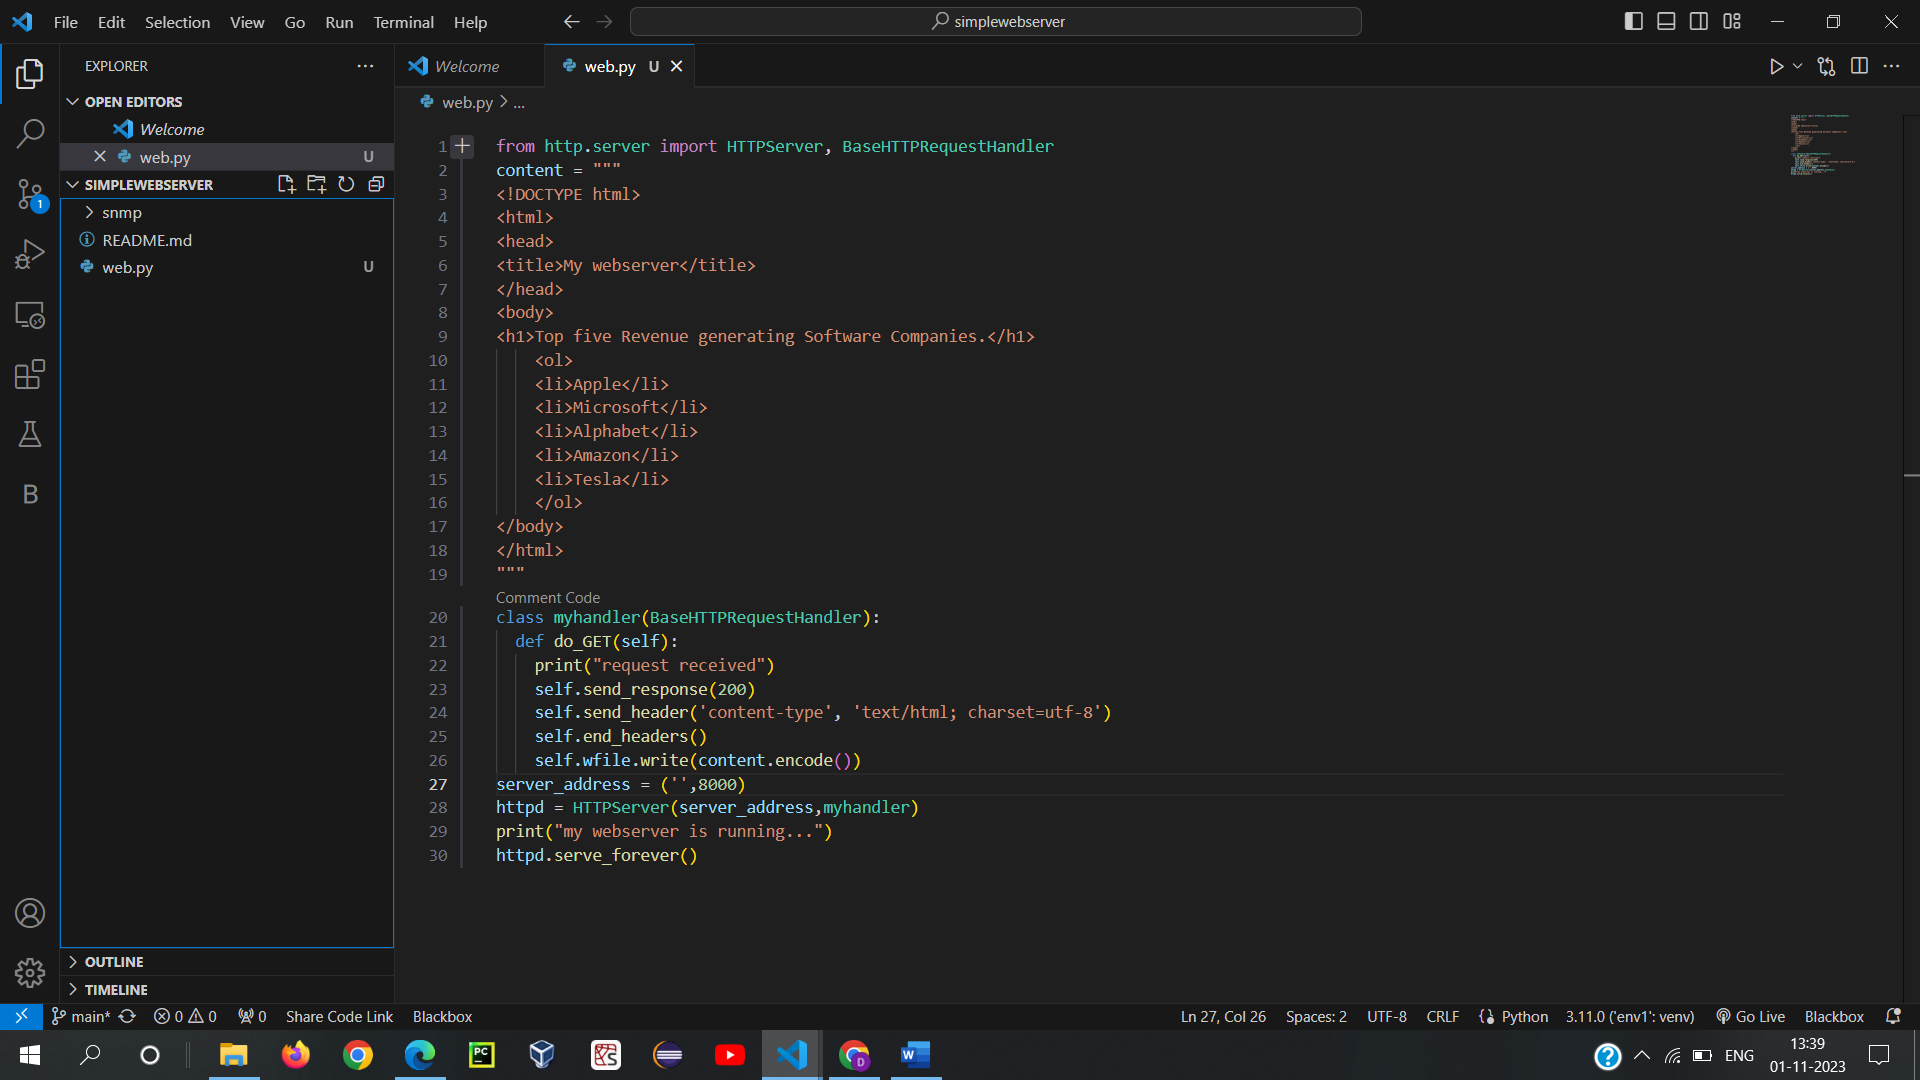 File Edit Selection View Go Run Terminal Help
simplewebserver
EXPLORER
Welcome
web.py U
OPEN EDITORS
Welcome
web.py U
SIMPLEWEBSERVER
snmp
README.md
web.py U
1
web.py > ...
1 from http.server import HTTPServer, BaseHTTPRequestHandler
2 content = """
3 <!DOCTYPE html>
4 <html>
5 <head>
6 <title>My webserver</title>
7 </head>
8 <body>
9 <h1>Top five Revenue generating Software Companies.</h1>
10     <ol>
11     <li>Apple</li>
12     <li>Microsoft</li>
13     <li>Alphabet</li>
14     <li>Amazon</li>
15     <li>Tesla</li>
16     </ol>
17 </body>
18 </html>
19 """
Comment Code
20 class myhandler(BaseHTTPRequestHandler):
21   def do_GET(self):
22     print("request received")
23     self.send_response(200)
24     self.send_header('content-type', 'text/html; charset=utf-8')
25     self.end_headers()
26     self.wfile.write(content.encode())
27 server_address = ('',8000)
28 httpd = HTTPServer(server_address,myhandler)
29 print("my webserver is running...")
30 httpd.serve_forever()
B
OUTLINE
TIMELINE
main* 0 0 0 Share Code Link Blackbox
Ln 27, Col 26 Spaces: 2 UTF-8 CRLF Python 3.11.0 ('env1': venv) Go Live Blackbox
PC
D
W
ENG
13:39
01-11-2023